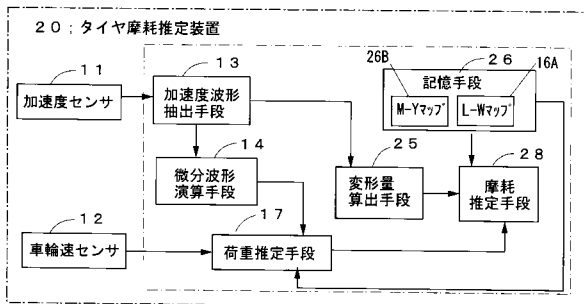 ２０；タイヤ摩耗推定装置
１１
加速度センサ
１３
加速度波形
抽出手段
１４
微分波形
演算手段
１２
車輪速センサ
１７
荷重推定手段
２５
変形量
算出手段
26B
16A
２６
記憶手段
M-Yマップ
L-Wマップ
２８
摩耗
推定手段